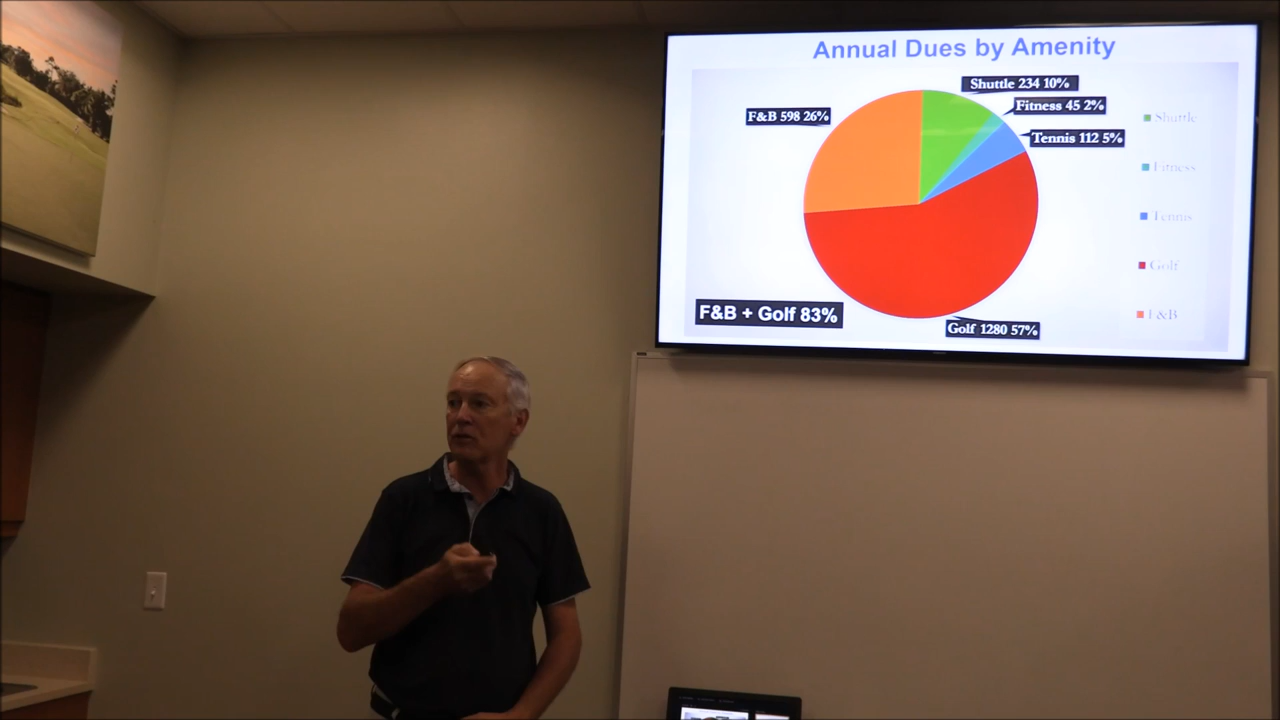 Annual Dues by Amenity
Shuttle 234 10%
Fitness 45 2%
F&B 598 26%
Tennis 112 5%
Shuttle
Fitness
Tennis
Golf
F&B
F&B + Golf 83%
Golf 1280 57%